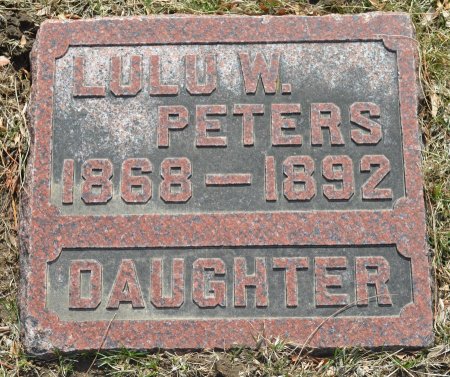 LULU W.
PETERS
1868 — 1892
DAUGHTER